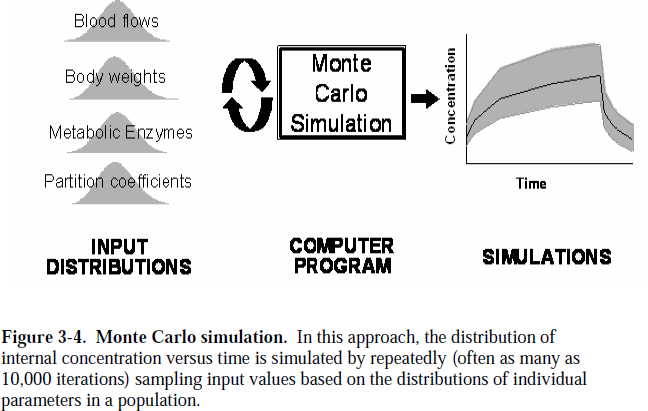 Blood flows
Body weights
Metabolic Enzymes
Partition coefficients
INPUT
DISTRIBUTIONS
Monte
Carlo
Simulation
COMPUTER
PROGRAM
Concentration
Time
SIMULATIONS
Figure 3-4. Monte Carlo simulation. In this approach, the distribution of
internal concentration versus time is simulated by repeatedly (often as many as
10,000 iterations) sampling input values based on the distributions of individual
parameters in a population.